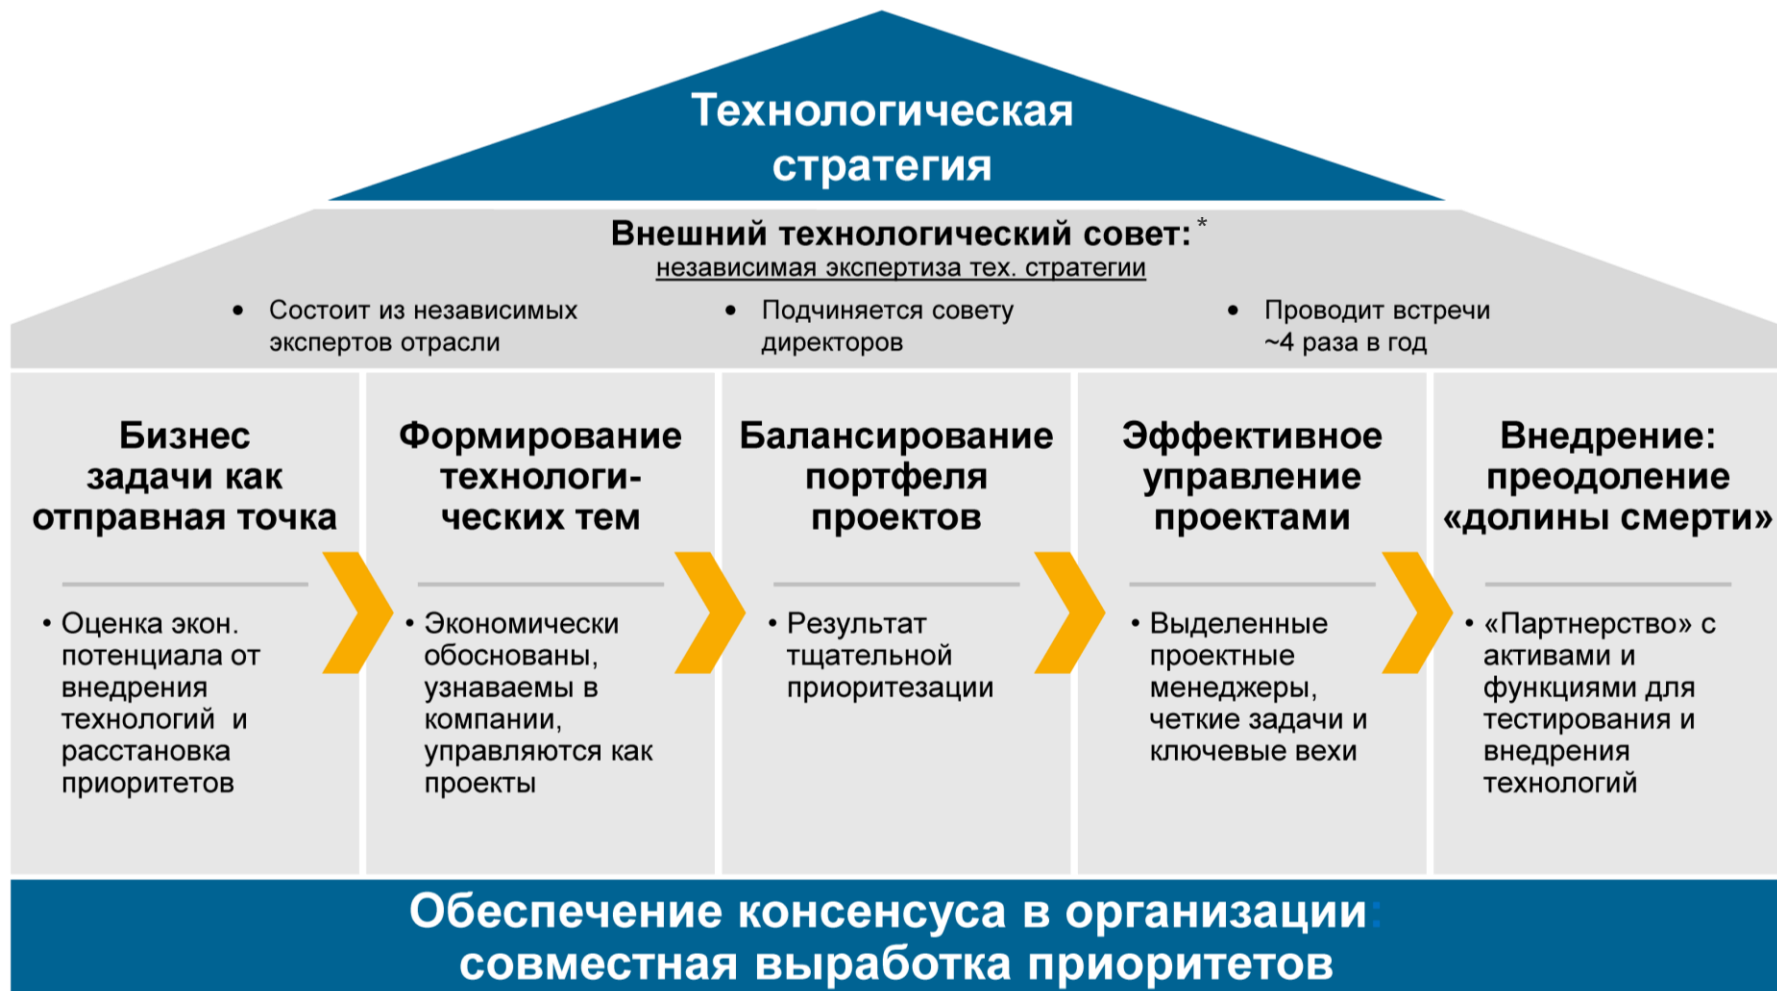 Технологическая
стратегия
Внешний технологический совет: *
независимая экспертиза тех. стратегии
• Состоит из независимых
экспертов отрасли
• Подчиняется совету
директоров
• Проводит встречи
~4 раза в год
Бизнес
задачи как
отправная точка
• Оценка экон.
потенциала от
внедрения
технологий и
расстановка
приоритетов
Формирование
технологи-
ческих тем
• Экономически
обоснованы,
узнаваемы в
компании,
управляются как
проекты
Балансирование
портфеля
проектов
• Результат
тщательной
приоритезации
Эффективное
управление
проектами
• Выделенные
проектные
менеджеры,
четкие задачи и
ключевые вехи
Внедрение:
преодоление
«долины смерти»
• «Партнерство» с
активами и
функциями для
тестирования и
внедрения
технологий
Обеспечение консенсуса в организации:
совместная выработка приоритетов